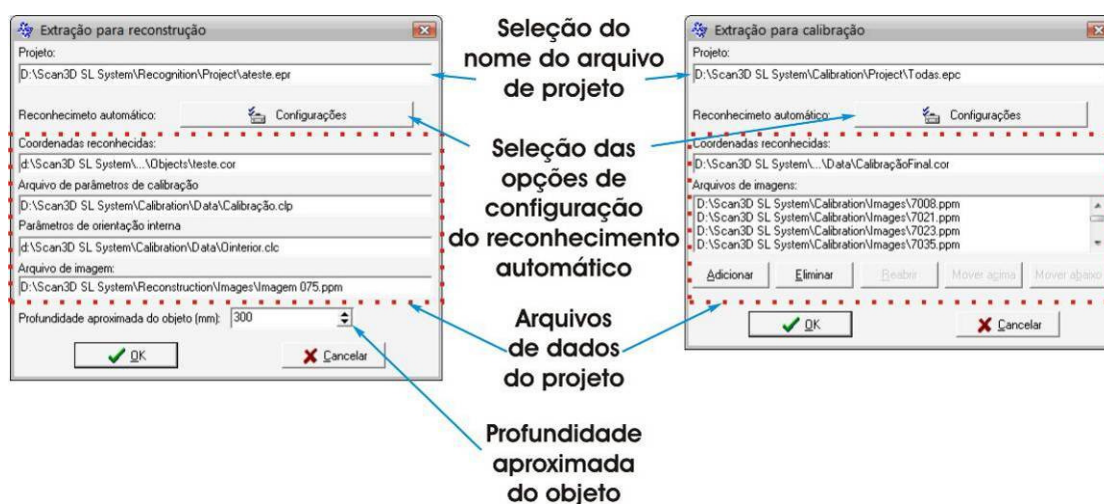 Extração para reconstrução
Projeto:
D:\Scan3D SL System\Recognition\Project\ateste.epr
Reconhecimeto automático:
Configurações
Coordenadas reconhecidas:
d:\Scan3D SL System\...\Objects\teste.cor
Arquivo de parâmetros de calibração
D:\Scan3D SL System\Calibration\Data\Calibração.clp
Parâmetros de orientação interna
d:\Scan3D SL System\Calibration\Data\Ointerior.clc
Arquivo de imagem:
D:\Scan3D SL System\Reconstruction\Images\Imagem 075.ppm
Profundidade aproximada do objeto (mm):
300
OK
Cancelar
Seleção do
nome do arquivo
de projeto
Seleção das
opções de
configuração
do reconhecimento
automático
Arquivos
de dados
do projeto
Profundidade
aproximada
do objeto
Extração para calibração
Projeto:
D:\Scan3D SL System\Calibration\Project\Todas.epc
Reconhecimeto automático:
Configurações
Coordenadas reconhecidas:
D:\Scan3D SL System\...\Data\CalibraçãoFinal.cor
Arquivos de imagens:
D:\Scan3D SL System\Calibration\Images\7008.ppm
D:\Scan3D SL System\Calibration\Images\7021.ppm
D:\Scan3D SL System\Calibration\Images\7023.ppm
D:\Scan3D SL System\Calibration\Images\7035.ppm
Adicionar
Eliminar
Reabrir
Mover acima
Mover abaixo
OK
Cancelar